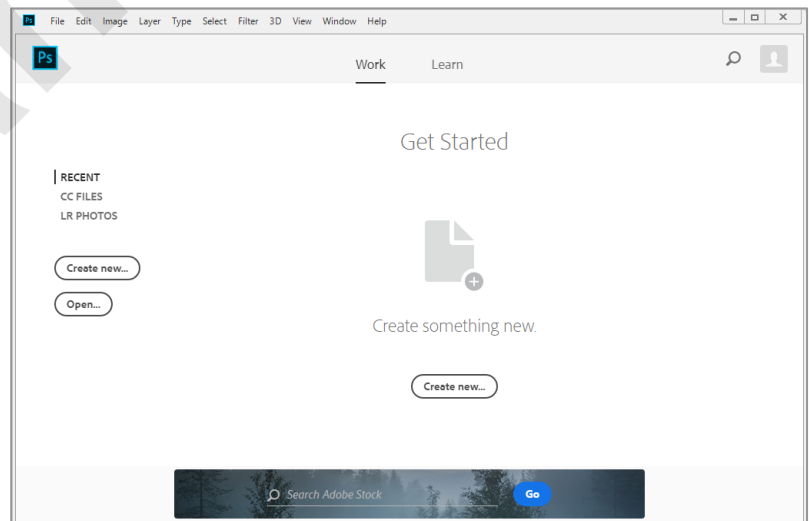 Ps File Edit Image Layer Type Select Filter 3D View Window Help
Ps
Work Learn
Get Started
RECENT
CC FILES
LR PHOTOS
Create new...
Open...
Create something new.
Create new...
Search Adobe Stock Go